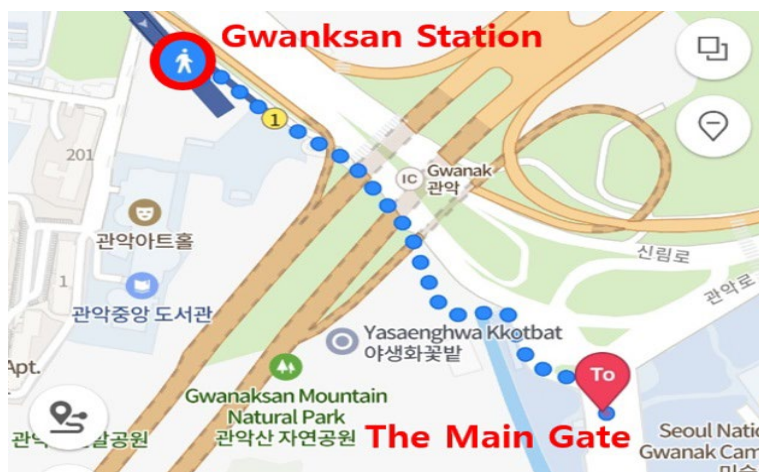 Gwanksan Station
1
201
Gwanak
IC
관악
관악아트홀
신림로
1
관악로
관악중앙 도서관
Yasaenghwa Kkotbat
야생화꽃밭
Apt.
To
Gwanaksan Mountain
Natural Park
관악산 자연공원
The Main Gate
Seoul Natio
Gwanak Cam